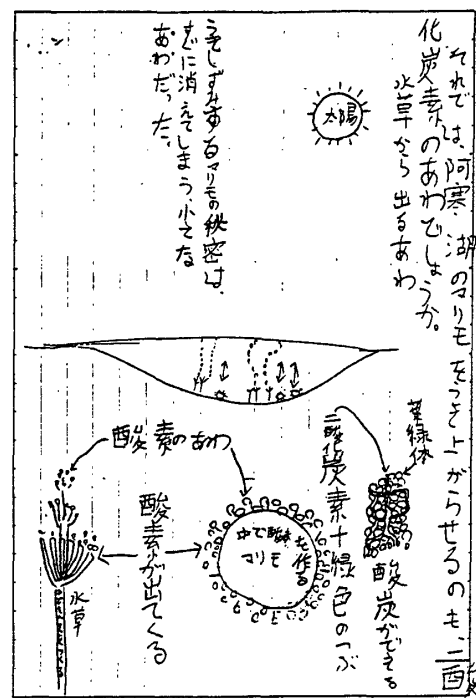 それでは、阿寒湖のマリモをうき上がらせるのも、二酸
化炭素のあわでしょうか。
水草から出るあわ
太陽
うきしずみするマリモの秘密は、
すぐに消えてしまう、小さな
あわだった。
葉緑体
二酸化炭素+緑色のつぶ
酸炭ができる
酸素のあわ
中で酸素を作る
マリモ
酸素が出てくる
水草